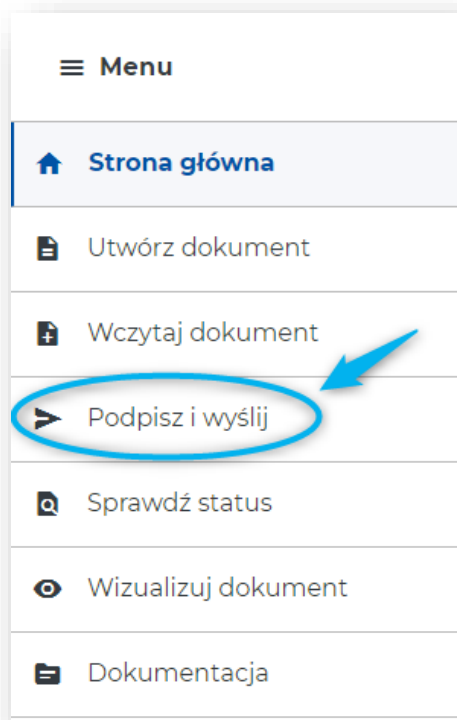 Menu
Strona główna
Utwórz dokument
Wczytaj dokument
Podpisz i wyślij
Sprawdź status
Wizualizuj dokument
Dokumentacja